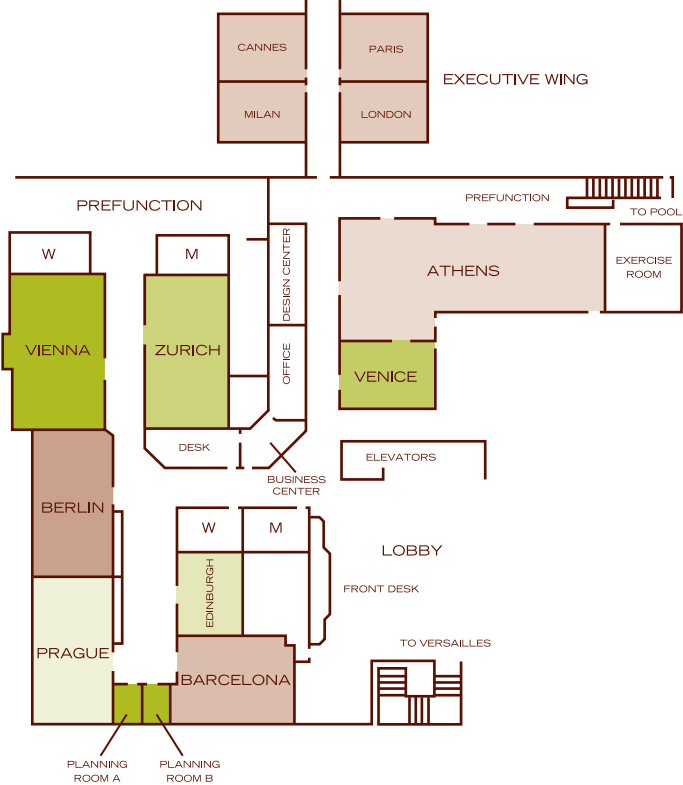 CANNES
PARIS
EXECUTIVE WING
MILAN
LONDON
PREFUNCTION
PREFUNCTION
TO POOL
W
M
DESIGN CENTER
ATHENS
EXERCISE
ROOM
VIENNA
ZURICH
OFFICE
VENICE
DESK
ELEVATORS
BUSINESS
CENTER
BERLIN
W
M
LOBBY
EDINBURGH
FRONT DESK
PRAGUE
TO VERSAILLES
BARCELONA
PLANNING
ROOM A
PLANNING
ROOM B